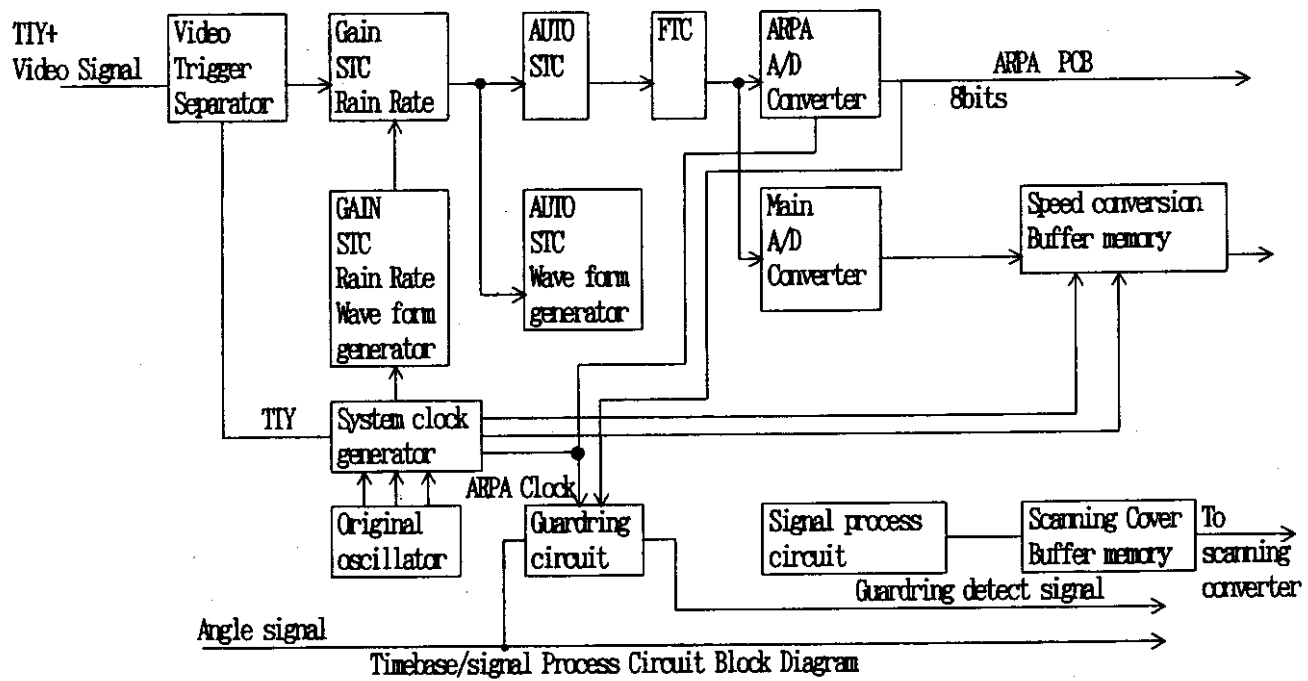 TIY+
Video Signal
Video
Trigger
Separator
Gain
STC
Rain Rate
AUTO
STC
FTC
ARPA
A/D
Converter
ARPA PCB
8bits
GAIN
STC
Rain Rate
Wave form
generator
AUTO
STC
Wave form
generator
Main
A/D
Converter
Speed conversion
Buffer memory
TIY
System clock
generator
ARPA Clock
Original
oscillator
Guardring
circuit
Signal process
circuit
Scanning Cover
Buffer memory
To
scanning
converter
Guardring detect signal
Angle signal
Timebase/signal Process Circuit Block Diagram